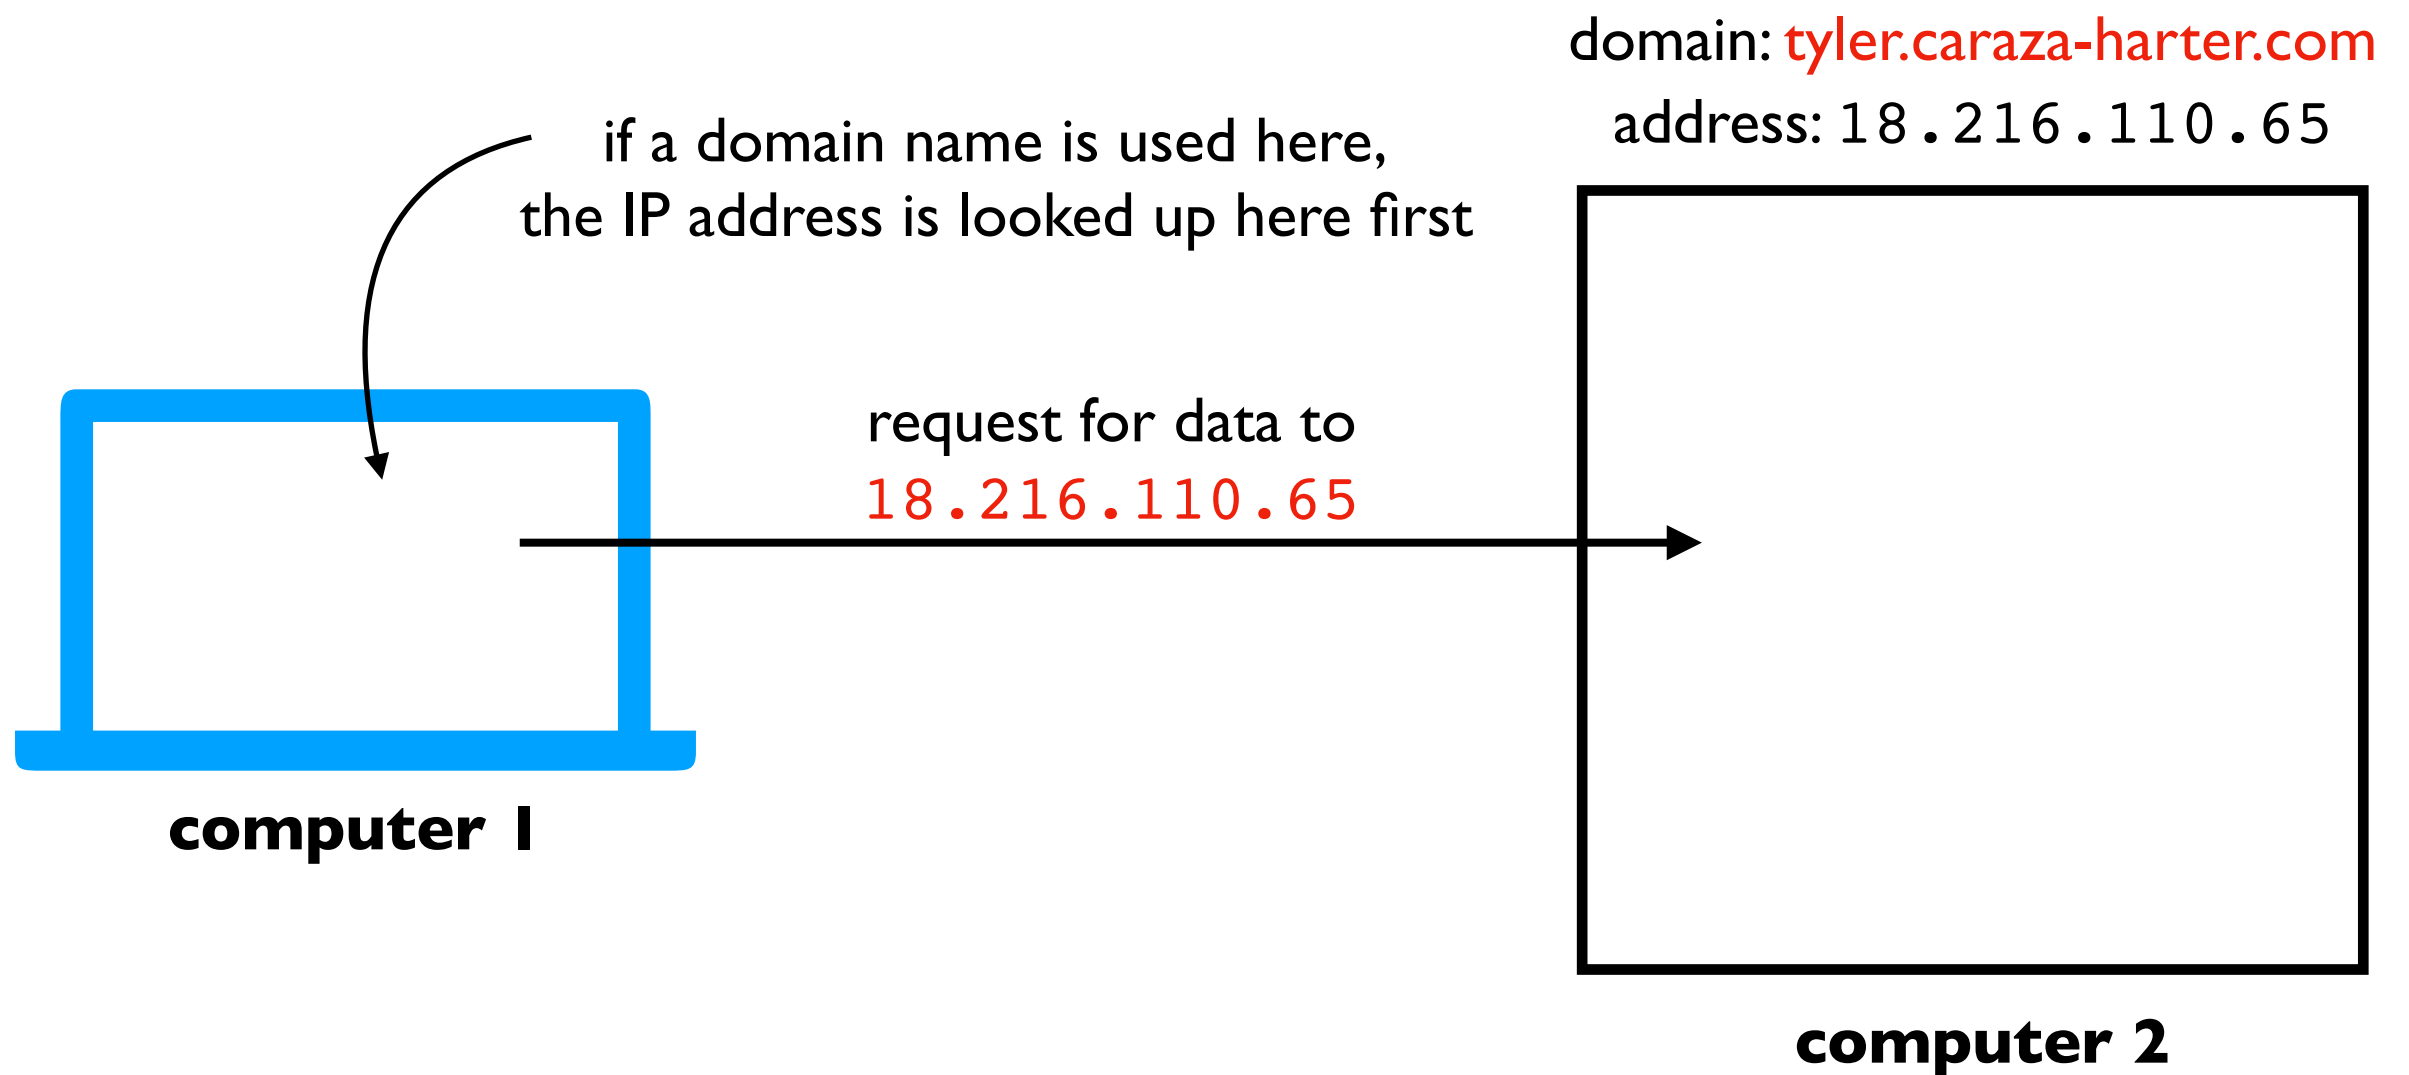 domain: tyler.caraza-harter.com
address: 18.216.110.65
if a domain name is used here,
the IP address is looked up here first
request for data to
18.216.110.65
computer 1
computer 2